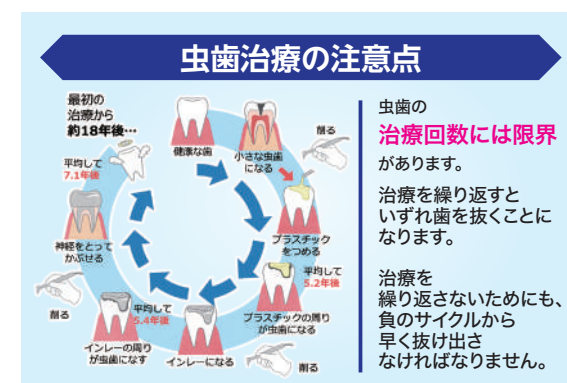 虫歯治療の注意点
最初の
治療から
約18年後…
健康な歯
小さな虫歯
になる
削る
プラスチック
をつめる
平均して
5.2年後
プラスチックの周り
が虫歯になる
削る
インレーになる
平均して
5.4年後
インレーの周り
が虫歯になす
削る
神経をとって
かぶせる
平均して
7.1年後
虫歯の
治療回数には限界
があります。
治療を繰り返すと
いずれ歯を抜くことに
なります。
治療を
繰り返さないためにも、
負のサイクルから
早く抜け出さ
なければなりません。